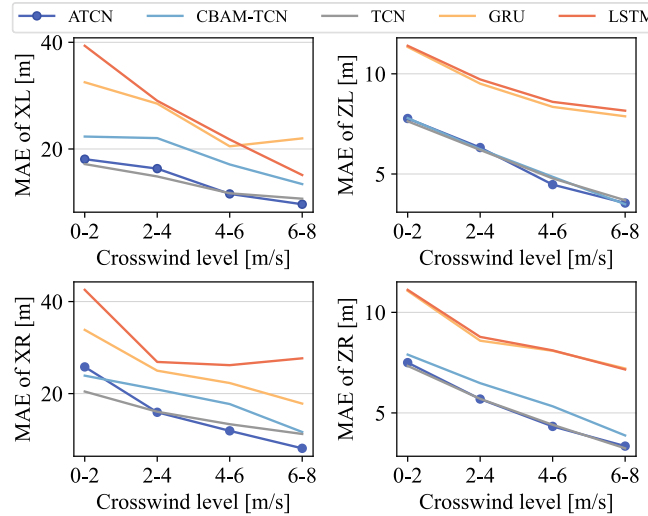 ATCN CBAM-TCN TCN GRU LSTM
MAE of XL [m]
40
20
0-2 2-4 4-6 6-8
Crosswind level [m/s]
MAE of ZL [m]
10
5
0-2 2-4 4-6 6-8
Crosswind level [m/s]
MAE of XR [m]
40
20
0-2 2-4 4-6 6-8
Crosswind level [m/s]
MAE of ZR [m]
10
5
0-2 2-4 4-6 6-8
Crosswind level [m/s]